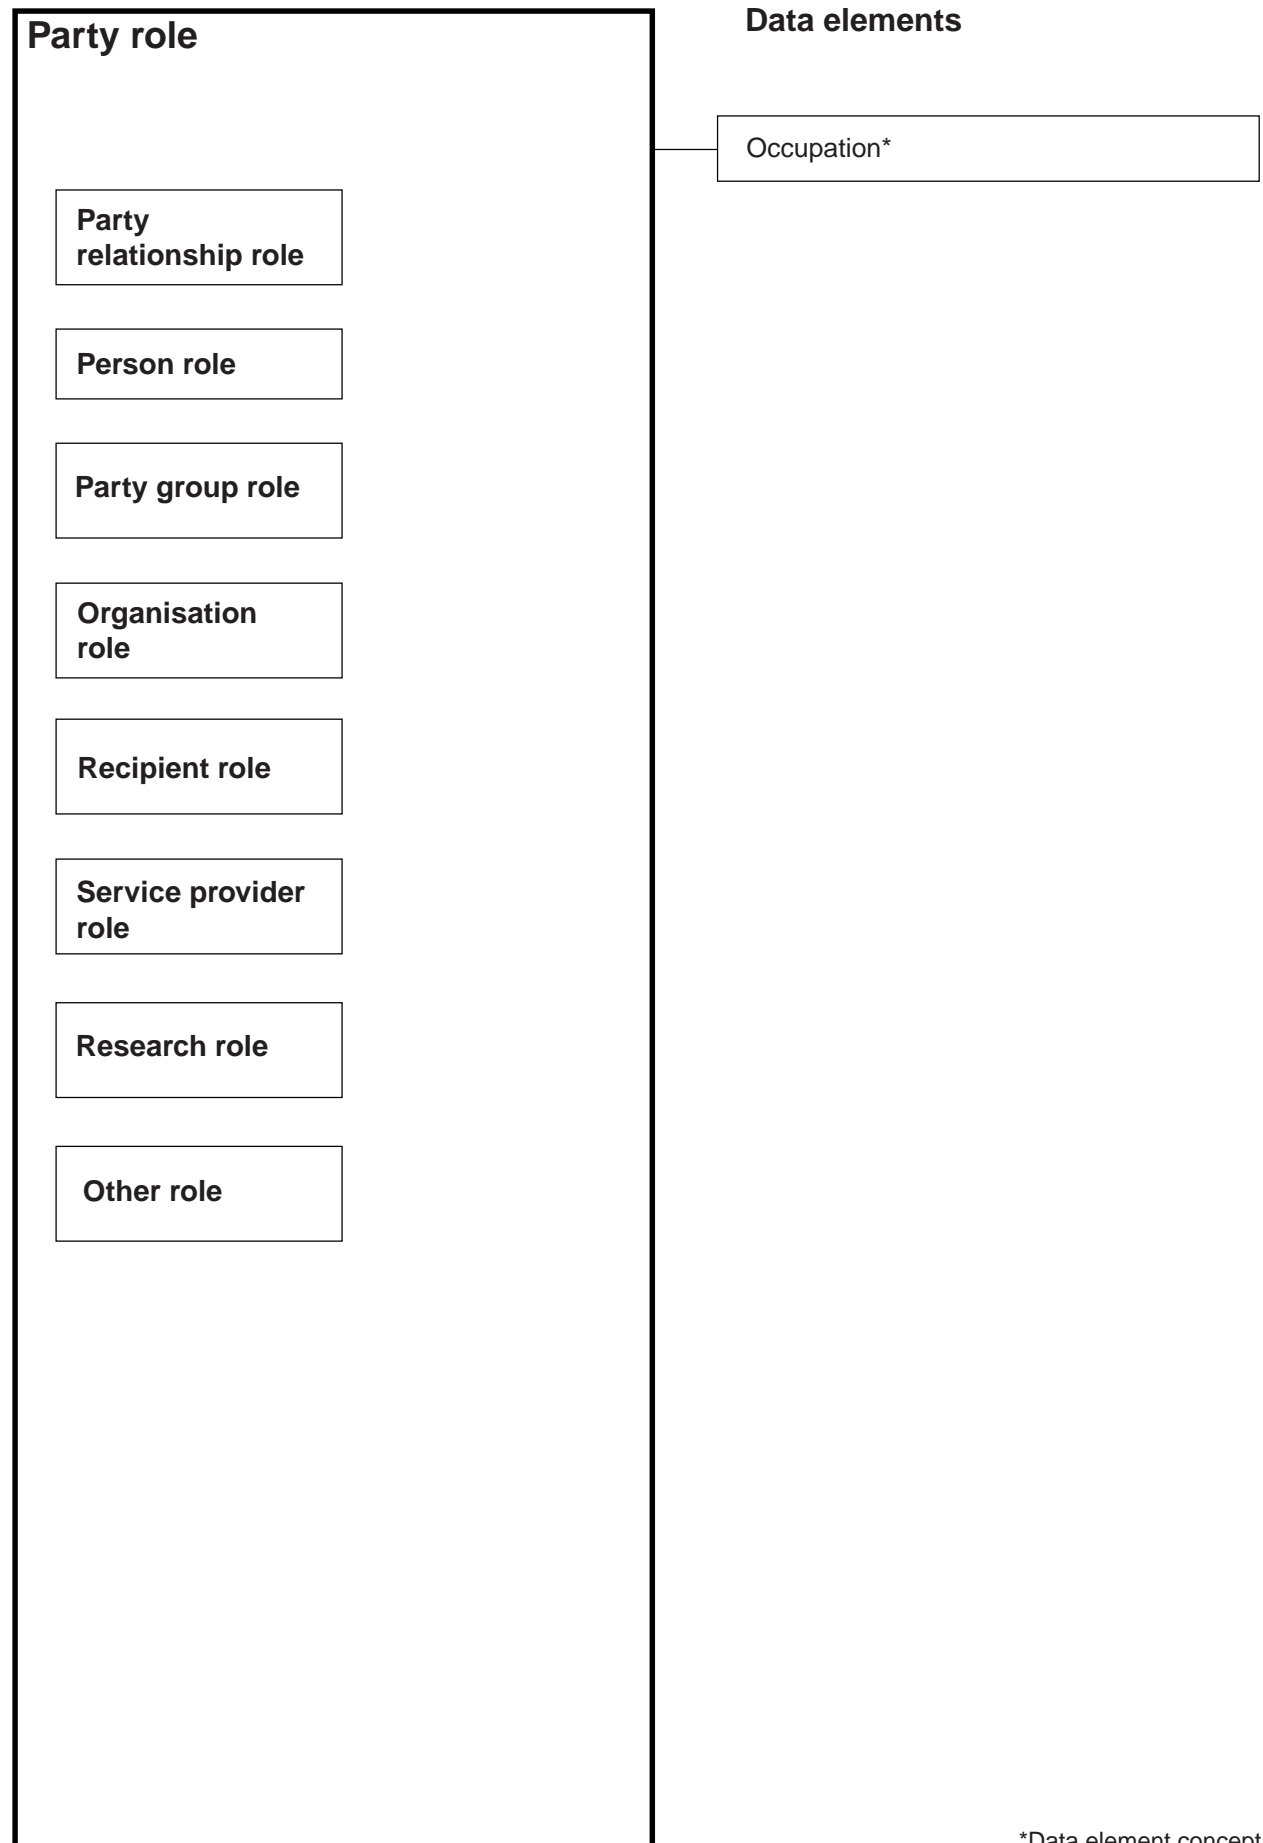 Party role
Data elements
Occupation*
Party
relationship role
Person role
Party group role
Organisation
role
Recipient role
Service provider
role
Research role
Other role
*Data element concept